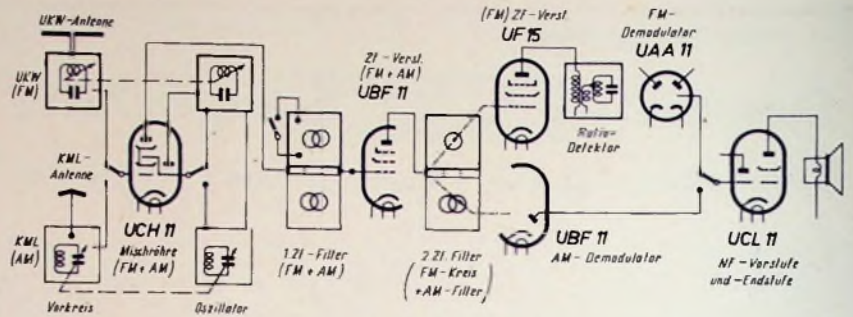 UKW-Antenne
UKW
(FM)
KML-
Antenne
KML
(AM)
Vorkreis
UCH 11
Mischröhre
(FM + AM)
Oszillator
1. Zf-Filter
(FM + AM)
Zf-Verst.
(FM + AM)
UBF 11
2. Zf. Filter
(FM-Kreis
+AM-Filter)
(FM) Zf-Verst.
UF 15
Ratio-
Detektor
UBF 11
AM-Demodulator
FM-
Demodulator
UAA 11
UCL 11
NF-Vorstufe
und-Endstufe